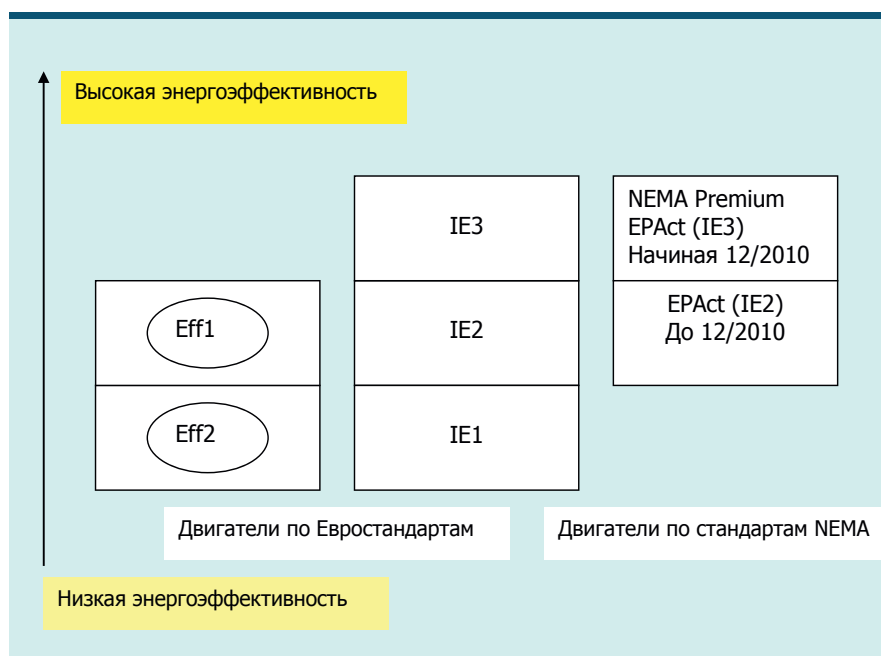 Высокая энергоэффективность
IE3
NEMA Premium
EPAct (IE3)
Начиная 12/2010
Eff1
IE2
EPAct (IE2)
До 12/2010
Eff2
IE1
Двигатели по Евростандартам
Двигатели по стандартам NEMA
Низкая энергоэффективность